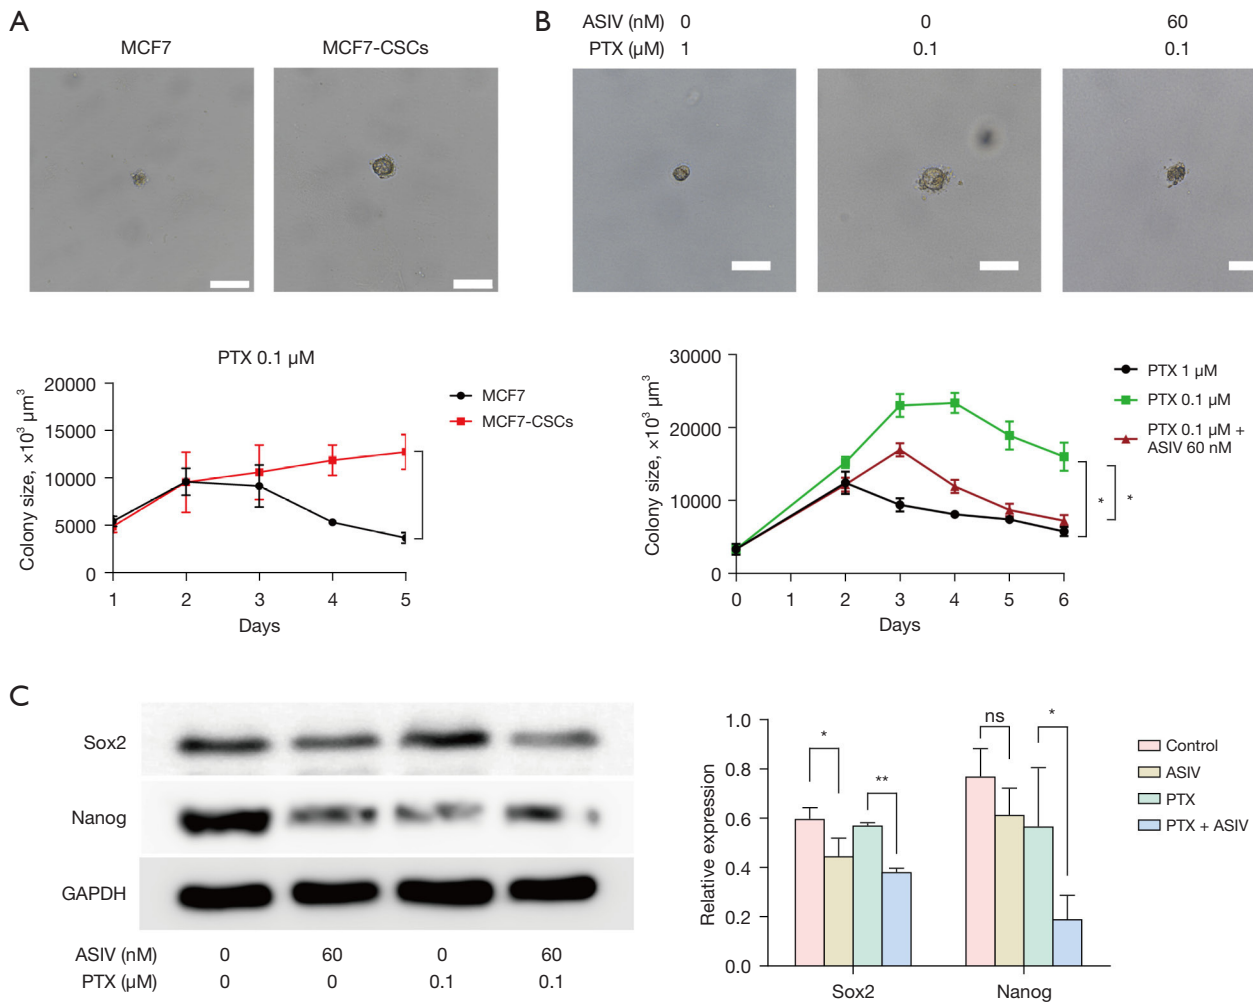 A
MCF7 MCF7-CSCs
B
ASIV (nM) 0 0 60
PTX (µM) 1 0.1 0.1
PTX 0.1 µM
Colony size, ×10³ µm³
20000
15000
10000
5000
0
1 2 3 4 5
Days
MCF7
MCF7-CSCs
Colony size, ×10³ µm³
30000
20000
10000
0
0 1 2 3 4 5 6
Days
PTX 1 µM
PTX 0.1 µM
PTX 0.1 µM +
ASIV 60 nM
* *
C
Sox2
Nanog
GAPDH
ASIV (nM) 0 60 0 60
PTX (µM) 0 0 0.1 0.1
Relative expression
1.0
0.8
0.6
0.4
0.2
0.0
* ** ns *
Sox2 Nanog
Control
ASIV
PTX
PTX + ASIV